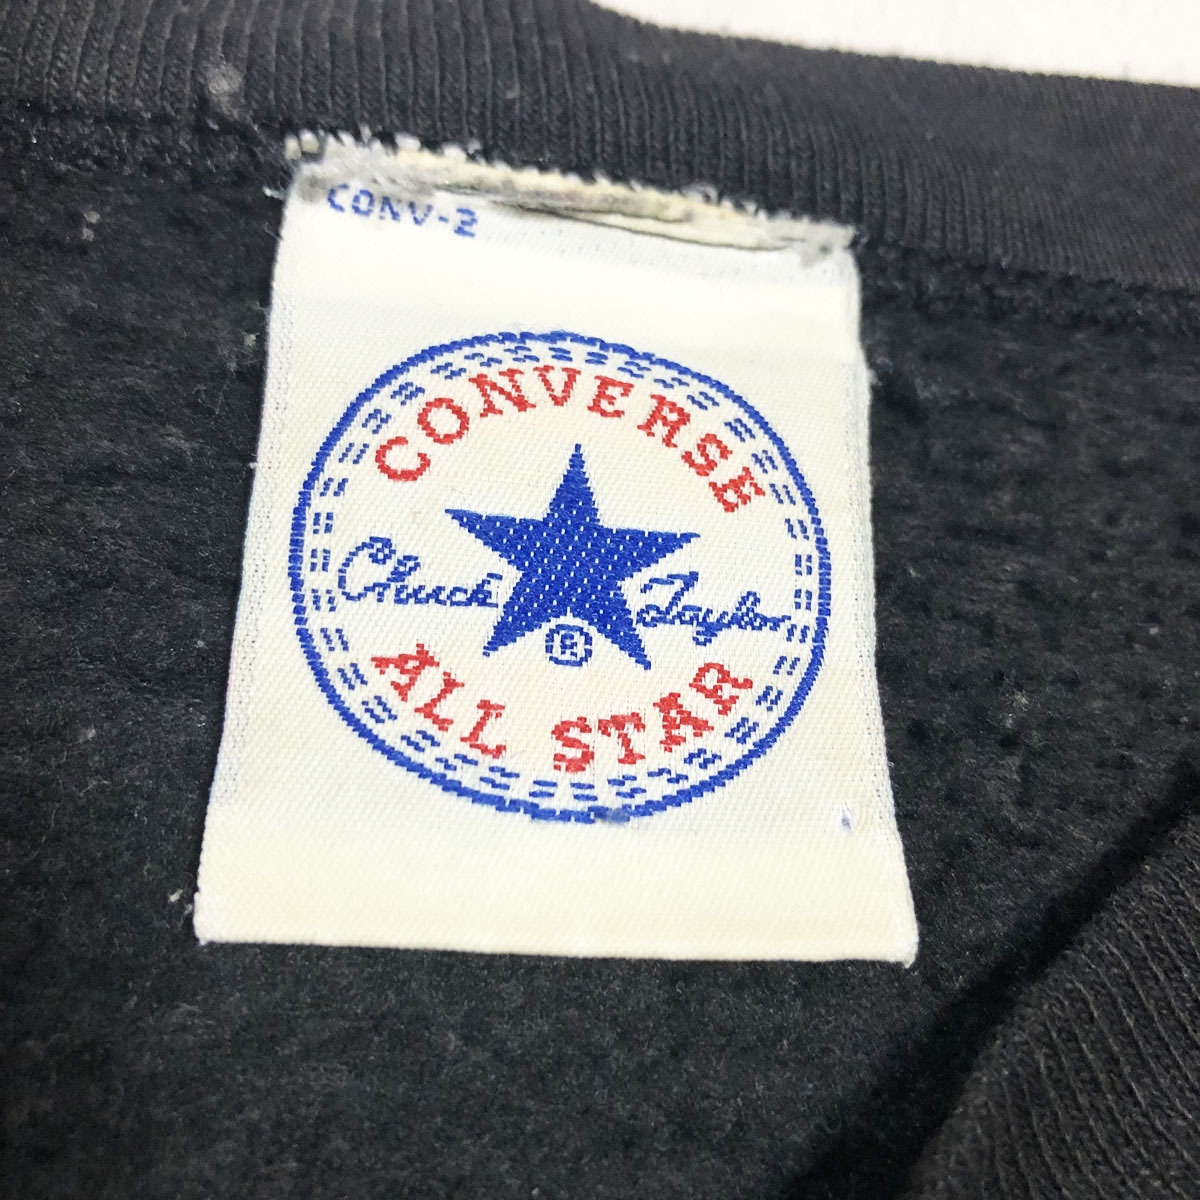 CONV-2
CONVERSE
Chuck Taylor
®
ALL STAR